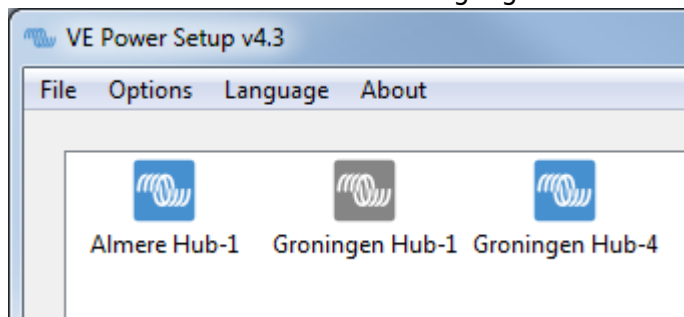 VE Power Setup v4.3
File Options Language About
Almere Hub-1 Groningen Hub-1 Groningen Hub-4